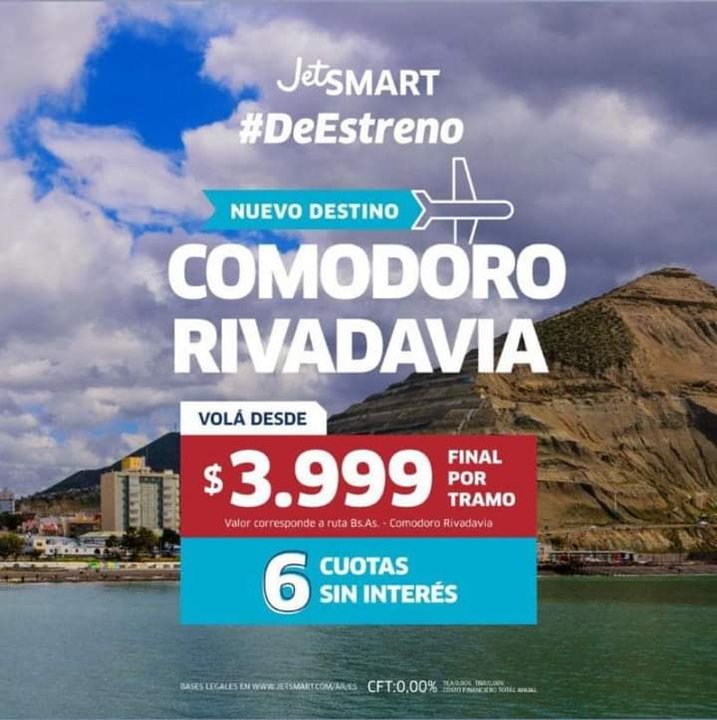 JetSMART
#DeEstreno
NUEVO DESTINO
COMODORO
RIVADAVIA
VOLÁ DESDE
$3.999 FINAL POR TRAMO
Valor corresponde a ruta Bs.As. - Comodoro Rivadavia
6 CUOTAS SIN INTERÉS
BASES LEGALES EN WWW.JETSMART.COM/AR/ES CFT:0,00%
COSTO FINANCIERO TOTAL ANUAL